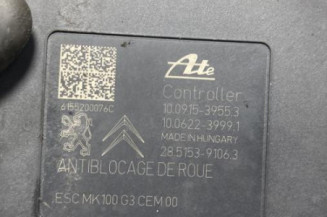 Ate
Controller
6155200076C
10.0915-3955.3
10.0622-3999.1
MADE IN HUNGARY
28.5153-9106.3
ANTIBLOCAGE DE ROUE
ESC MK100 G3 CEM 00